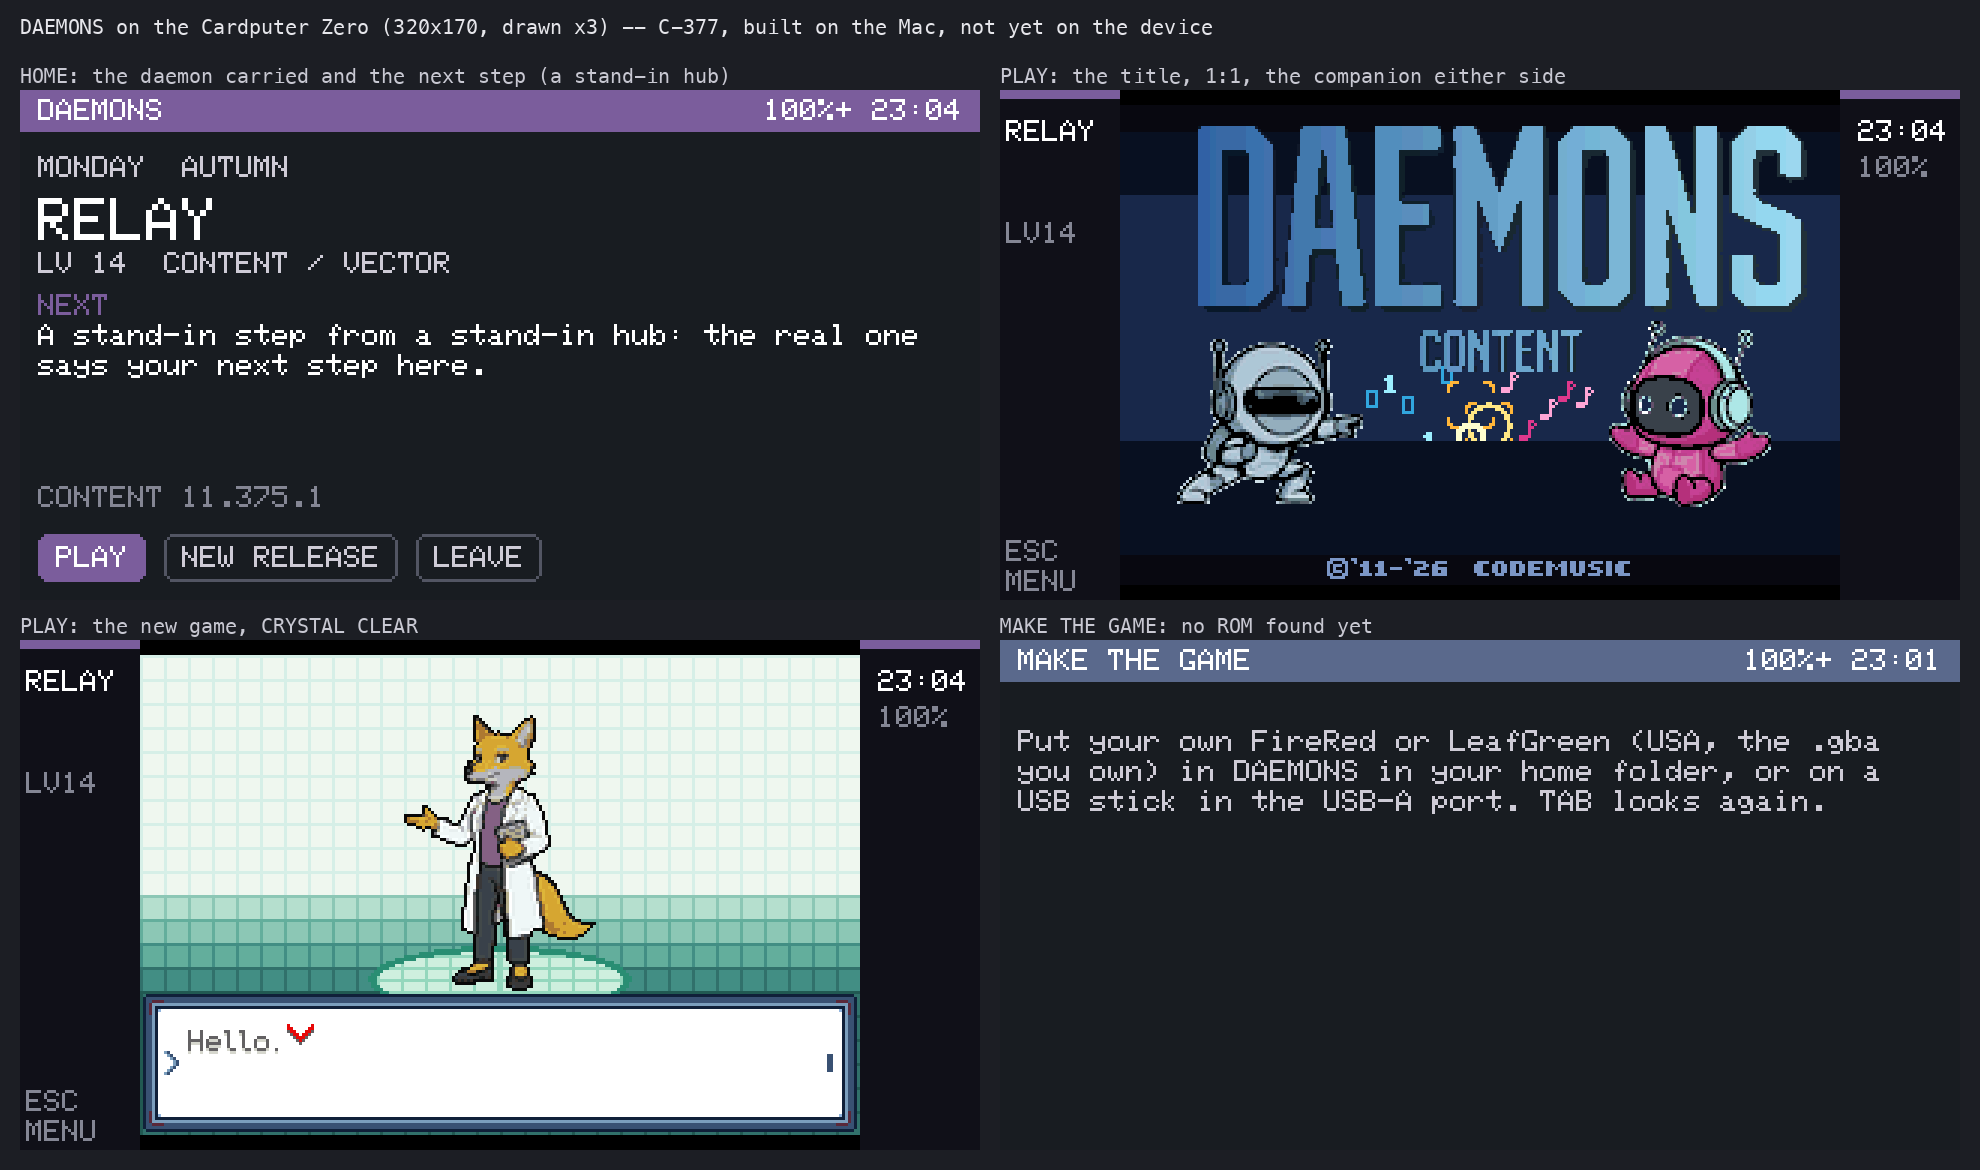 DAEMONS on the Cardputer Zero (320x170, drawn x3) -- C-377, built on the Mac, not yet on the device
HOME: the daemon carried and the next step (a stand-in hub)
DAEMONS 100%+ 23:04
MONDAY AUTUMN
RELAY
LV 14 CONTENT / VECTOR
NEXT
A stand-in step from a stand-in hub: the real one
says your next step here.
CONTENT 11.375.1
PLAY NEW RELEASE LEAVE
PLAY: the title, 1:1, the companion either side
RELAY
LV14
ESC
MENU
DAEMONS
CONTENT
©'11-'26 CODEMUSIC
23:04
100%
PLAY: the new game, CRYSTAL CLEAR
RELAY
LV14
ESC
MENU
Hello.
23:04
100%
MAKE THE GAME: no ROM found yet
MAKE THE GAME 100%+ 23:01
Put your own FireRed or LeafGreen (USA, the .gba
you own) in DAEMONS in your home folder, or on a
USB stick in the USB-A port. TAB looks again.